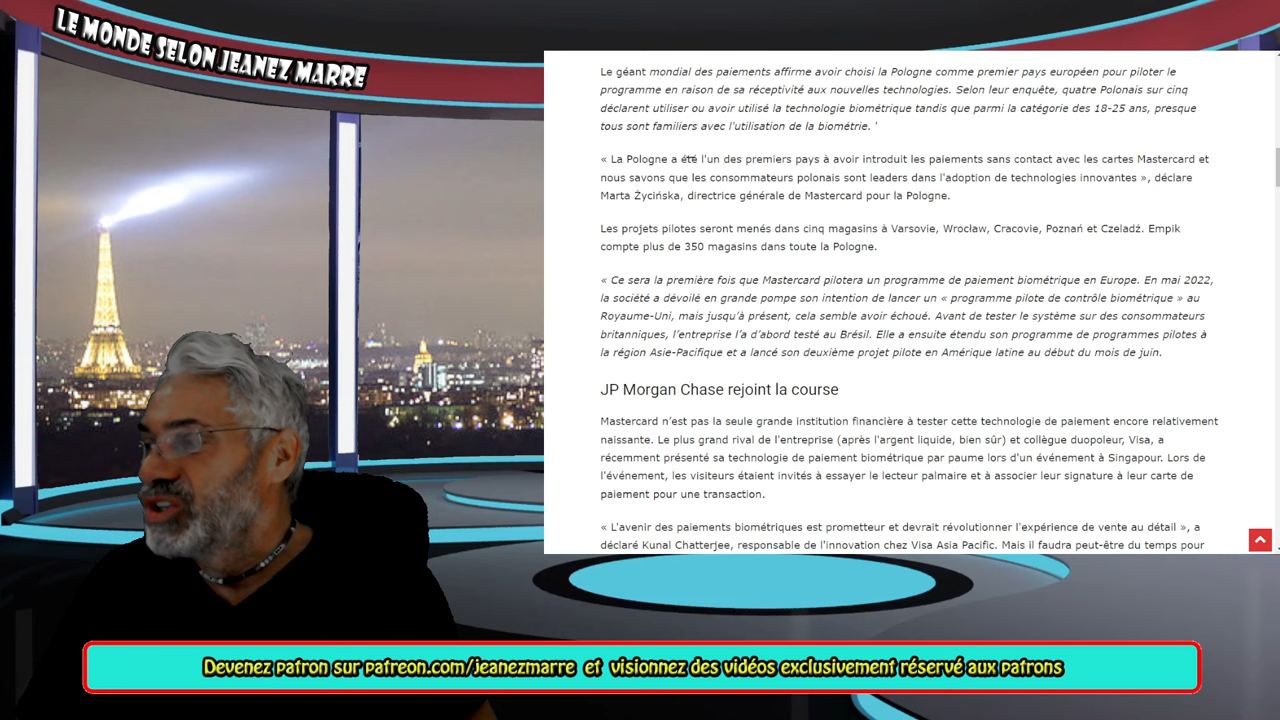 LE MONDE SELON JEANEZ MARRE
Le géant mondial des paiements affirme avoir choisi la Pologne comme premier pays européen pour piloter le
programme en raison de sa réceptivité aux nouvelles technologies. Selon leur enquête, quatre Polonais sur cinq
déclarent utiliser ou avoir utilisé la technologie biométrique tandis que parmi la catégorie des 18-25 ans, presque
tous sont familiers avec l'utilisation de la biométrie. '
« La Pologne a été l'un des premiers pays à avoir introduit les paiements sans contact avec les cartes Mastercard et
nous savons que les consommateurs polonais sont leaders dans l'adoption de technologies innovantes », déclare
Marta Życińska, directrice générale de Mastercard pour la Pologne.
Les projets pilotes seront menés dans cinq magasins à Varsovie, Wrocław, Cracovie, Poznań et Czeladź. Empik
compte plus de 350 magasins dans toute la Pologne.
« Ce sera la première fois que Mastercard pilotera un programme de paiement biométrique en Europe. En mai 2022,
la société a dévoilé en grande pompe son intention de lancer un « programme pilote de contrôle biométrique » au
Royaume-Uni, mais jusqu’à présent, cela semble avoir échoué. Avant de tester le système sur des consommateurs
britanniques, l’entreprise l’a d’abord testé au Brésil. Elle a ensuite étendu son programme de programmes pilotes à
la région Asie-Pacifique et a lancé son deuxième projet pilote en Amérique latine au début du mois de juin.
JP Morgan Chase rejoint la course
Mastercard n’est pas la seule grande institution financière à tester cette technologie de paiement encore relativement
naissante. Le plus grand rival de l'entreprise (après l'argent liquide, bien sûr) et collègue duopoleur, Visa, a
récemment présenté sa technologie de paiement biométrique par paume lors d'un événement à Singapour. Lors de
l'événement, les visiteurs étaient invités à essayer le lecteur palmaire et à associer leur signature à leur carte de
paiement pour une transaction.
« L'avenir des paiements biométriques est prometteur et devrait révolutionner l'expérience de vente au détail », a
déclaré Kunal Chatterjee, responsable de l'innovation chez Visa Asia Pacific. Mais il faudra peut-être du temps pour
Devenez patron sur patreon.com/jeanezmarre et visionnez des vidéos exclusivement réservé aux patrons